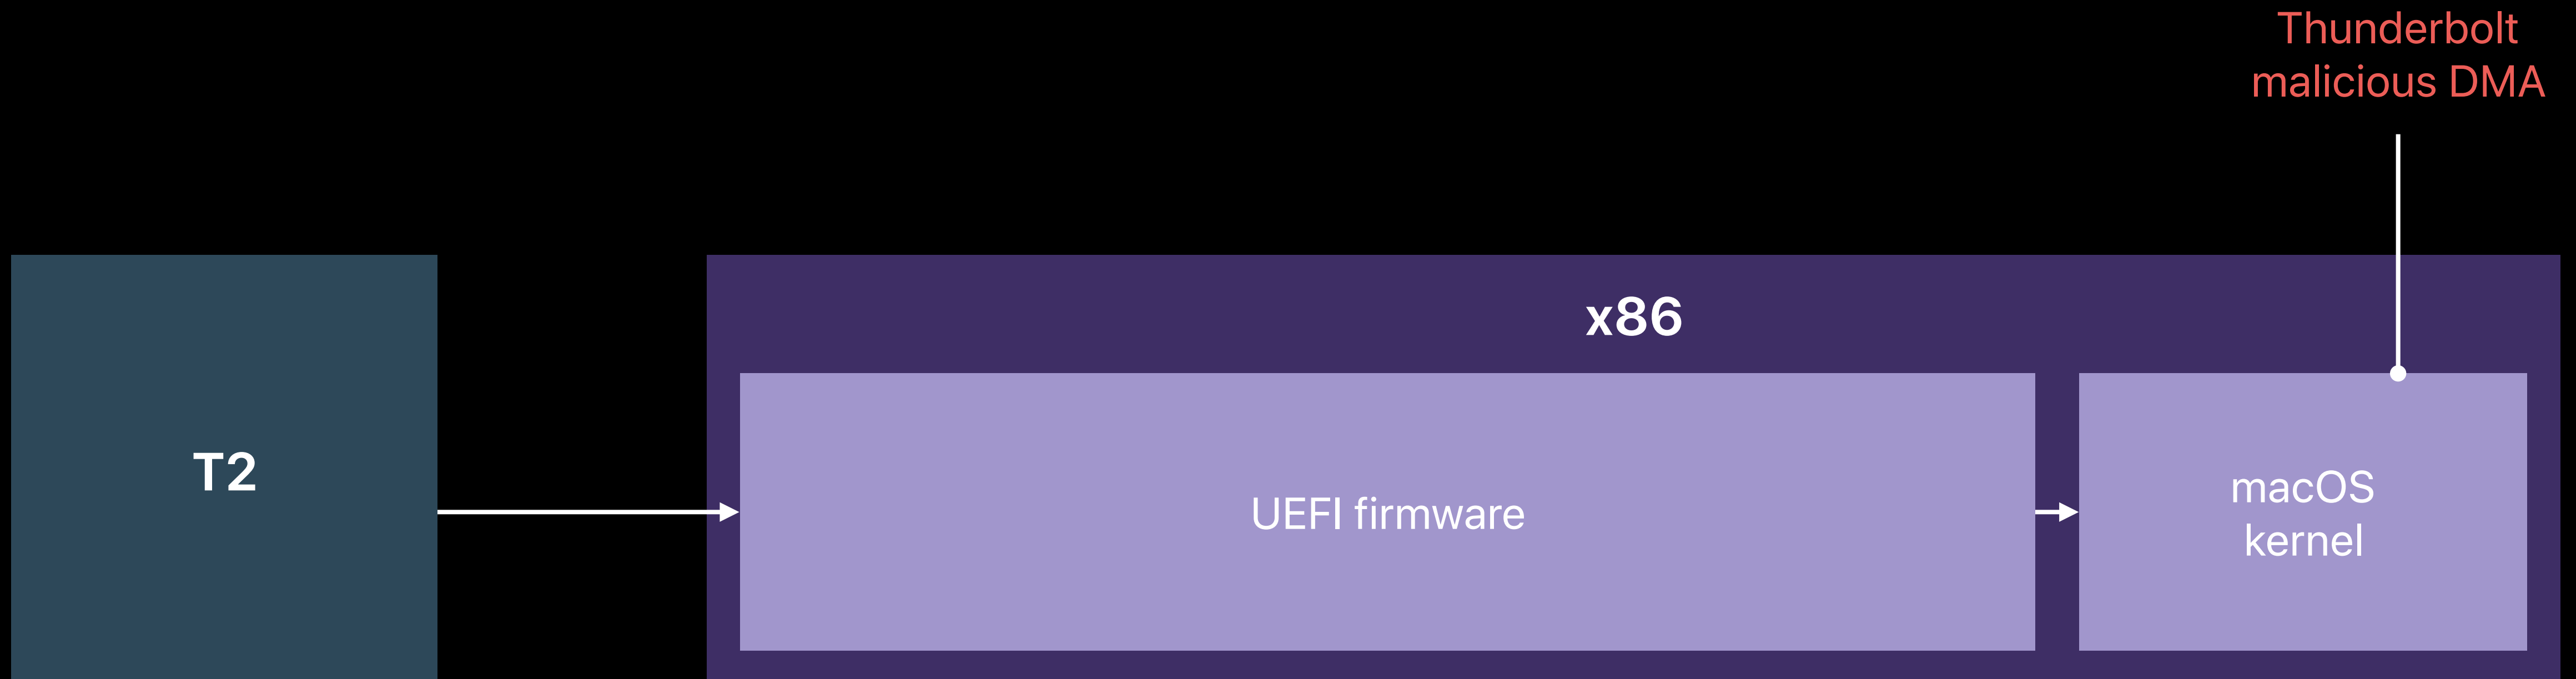 Thunderbolt
malicious DMA
x86
T2
UEFI firmware
macOS
kernel